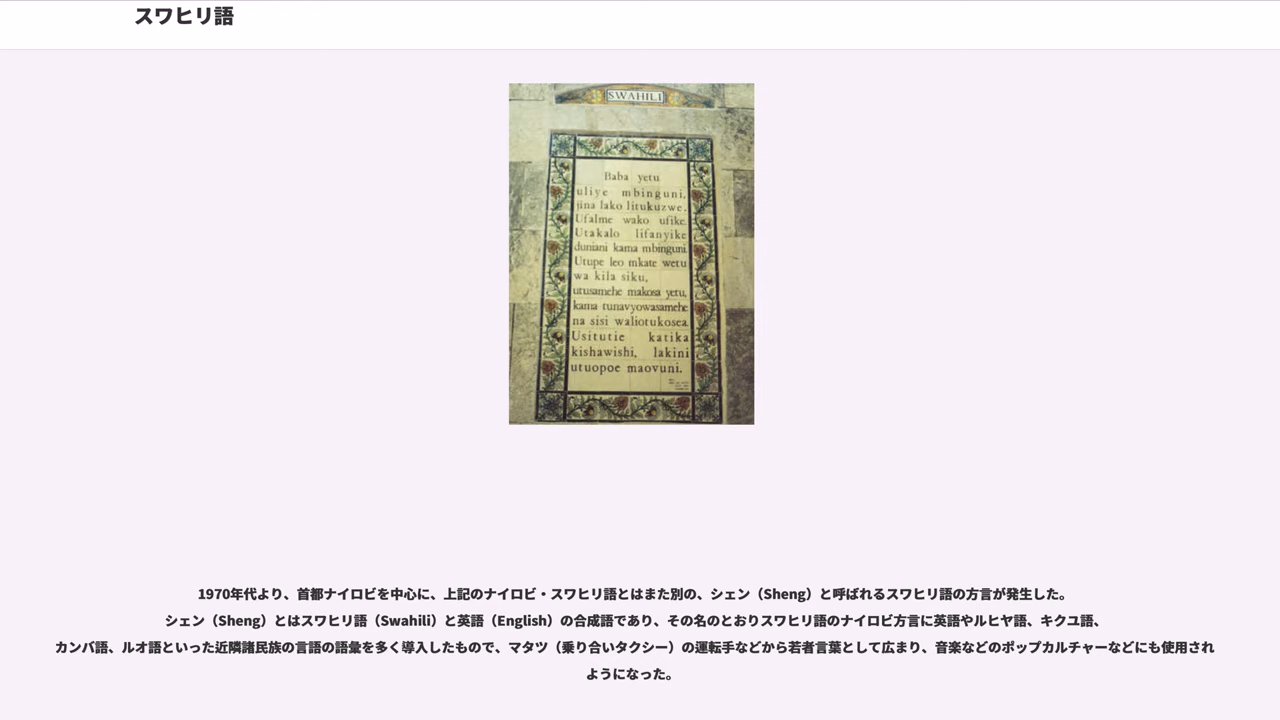 スワヒリ語
SWAHILI
Baba yetu
uliye mbinguni,
jina lako litukuzwe.
Ufalme wako ufike.
Utakalo lifanyike
duniani kama mbinguni.
Utupe leo mkate wetu
wa kila siku,
utusamehe makosa yetu,
kama tunavyowasamehe
na sisi waliotukosea.
Usitutie katika
kishawishi, lakini
utuopoe maovuni.
1970年代より、首都ナイロビを中心に、上記のナイロビ・スワヒリ語とはまた別の、シェン（Sheng）と呼ばれるスワヒリ語の方言が発生した。
シェン（Sheng）とはスワヒリ語（Swahili）と英語（English）の合成語であり、その名のとおりスワヒリ語のナイロビ方言に英語やルヒヤ語、キクユ語、
カンバ語、ルオ語といった近隣諸民族の言語の語彙を多く導入したもので、マタツ（乗り合いタクシー）の運転手などから若者言葉として広まり、音楽などのポップカルチャーなどにも使用され
ようになった。